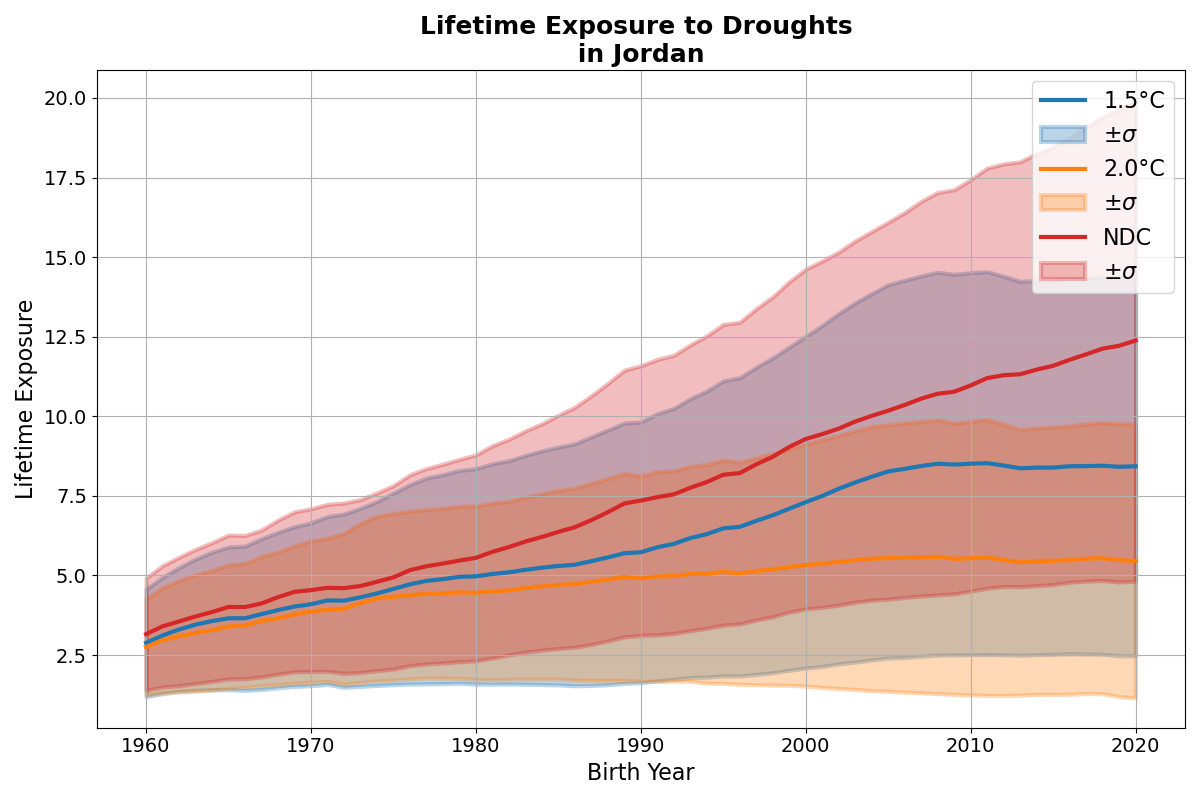 Lifetime Exposure to Droughts
in Jordan
20.0
17.5
15.0
12.5
10.0
7.5
5.0
2.5
Lifetime Exposure
1.5°C
±σ
2.0°C
±σ
NDC
±σ
1960
1970
1980
1990
2000
2010
2020
Birth Year